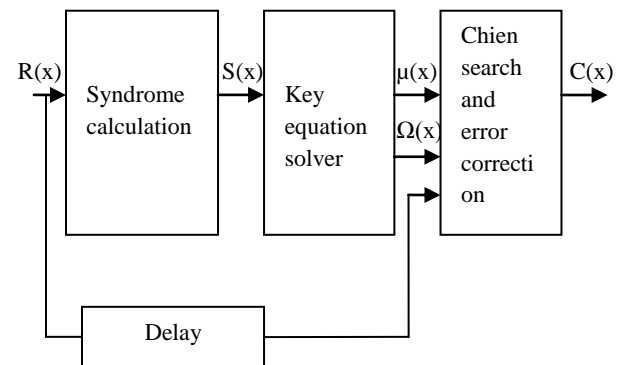 R(x)
Syndrome
calculation
S(x)
Key
equation
solver
μ(x)
Ω(x)
Chien
search
and
error
correcti
on
C(x)
Delay